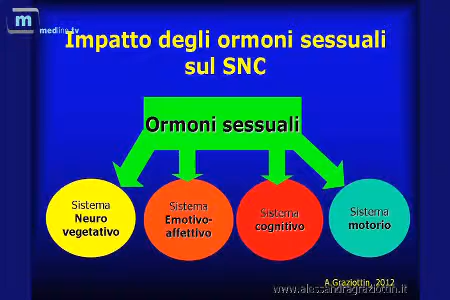 m
medline.tv
Impatto degli ormoni sessuali
sul SNC
Ormoni sessuali
Sistema
Neuro
vegetativo
Sistema
Emotivo-
affettivo
Sistema
cognitivo
Sistema
motorio
A.Graziottin, 2012
www.alessandragraziottin.it